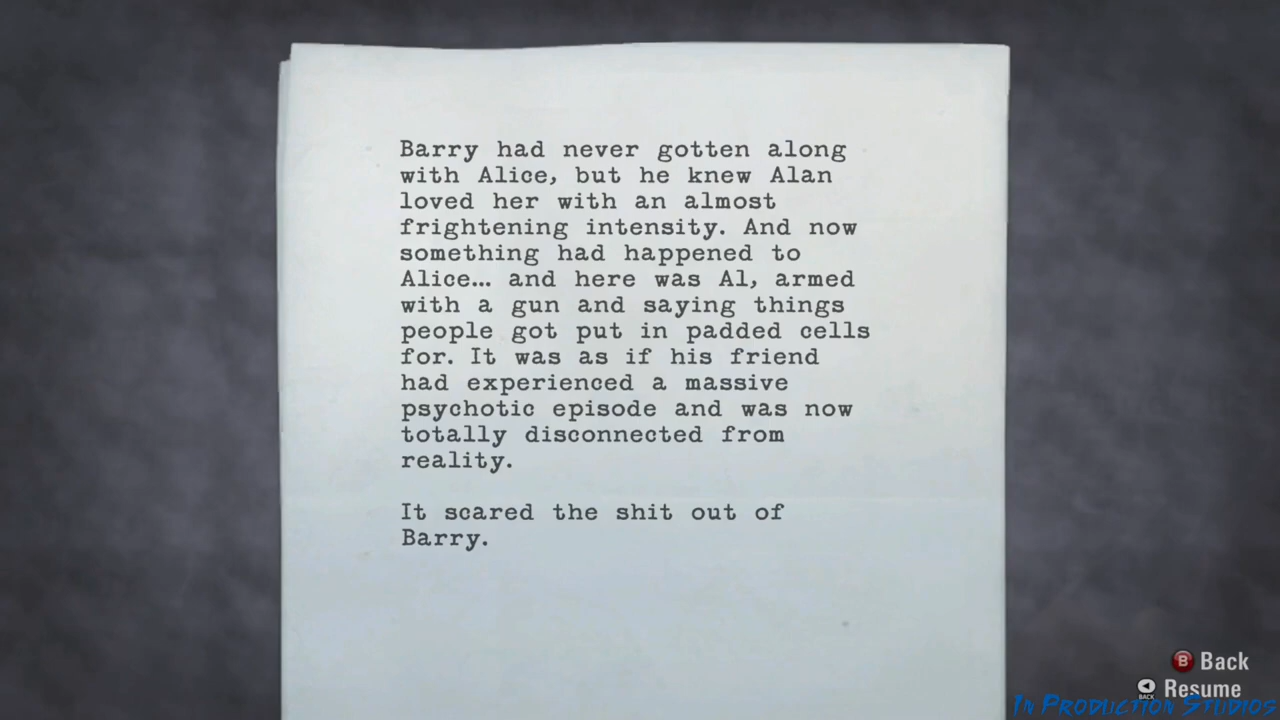 Barry had never gotten along
with Alice, but he knew Alan
loved her with an almost
frightening intensity. And now
something had happened to
Alice… and here was Al, armed
with a gun and saying things
people got put in padded cells
for. It was as if his friend
had experienced a massive
psychotic episode and was now
totally disconnected from
reality.

It scared the shit out of
Barry.
B Back
BACK Resume
In Production Studios